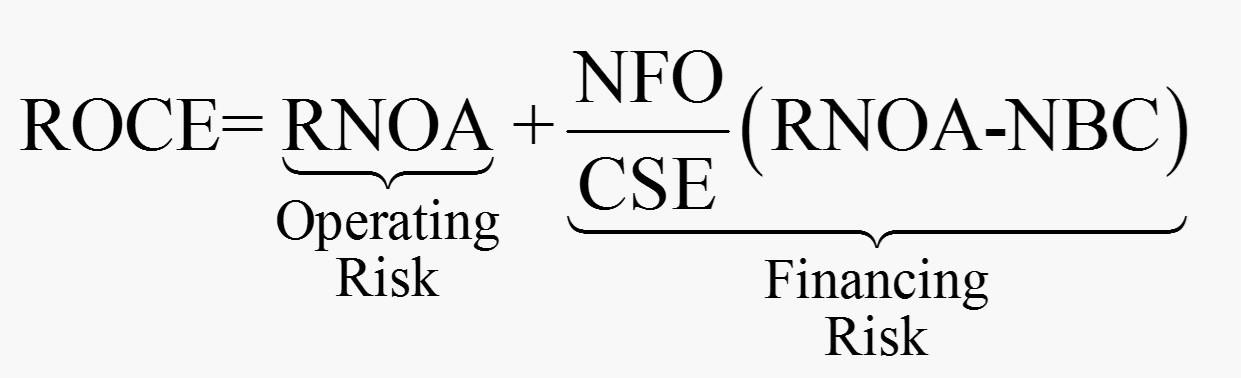 ROCE= RNOA + NFO/CSE (RNOA-NBC)
Operating
Risk
Financing
Risk